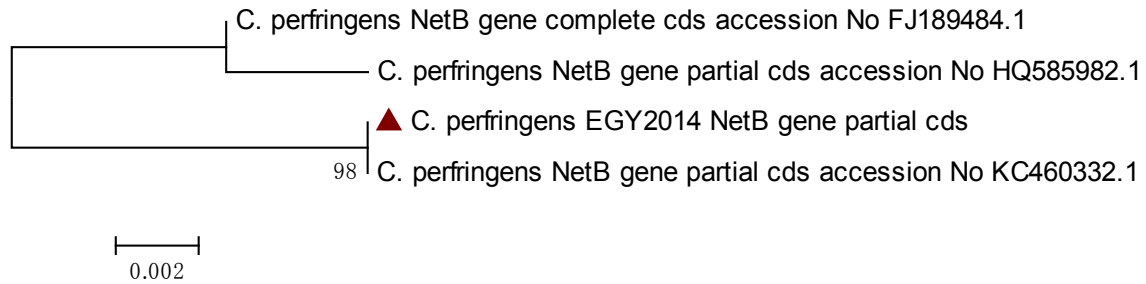 C. perfringens NetB gene complete cds accession No FJ189484.1
C. perfringens NetB gene partial cds accession No HQ585982.1
C. perfringens EGY2014 NetB gene partial cds
98 C. perfringens NetB gene partial cds accession No KC460332.1
0.002